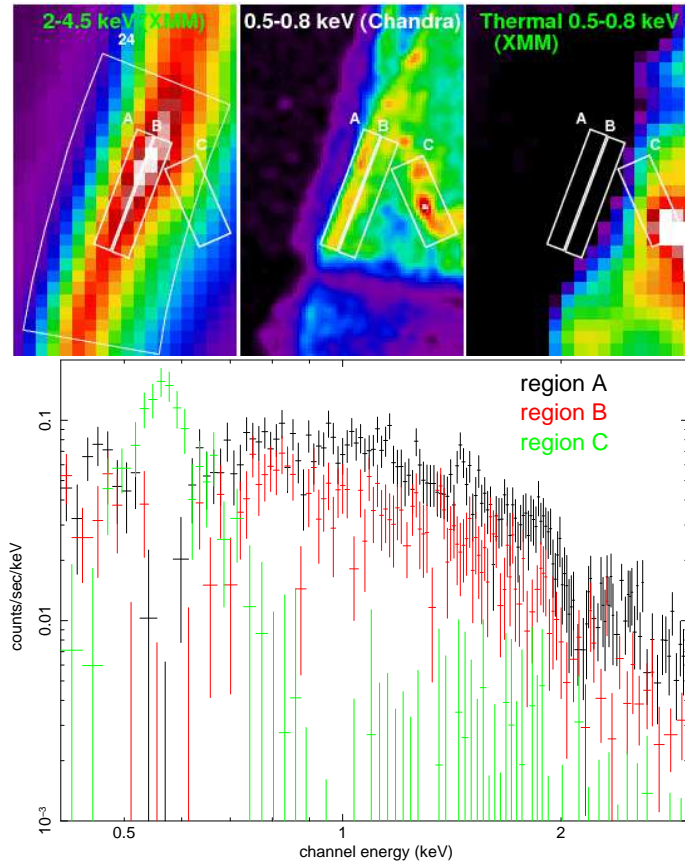 2-4.5 keV (XMM)
24
A
B
C
0.5-0.8 keV (Chandra)
A
B
C
Thermal 0.5-0.8 keV
(XMM)
A
B
C
region A
region B
region C
0.1
0.01
10⁻³
counts/sec/keV
0.5
1
2
channel energy (keV)